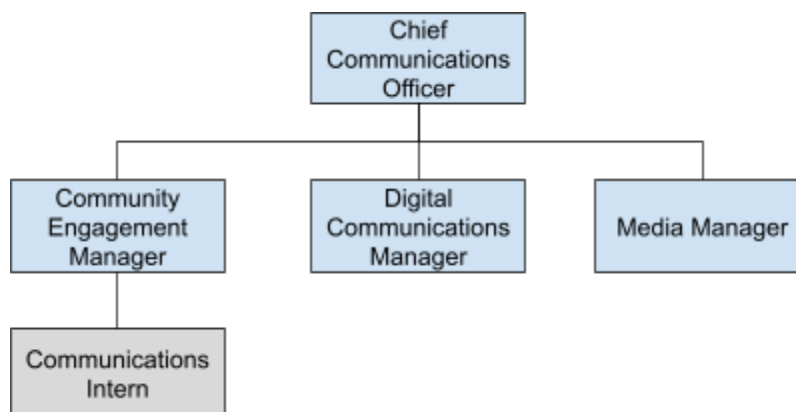 Chief
Communications
Officer
Community
Engagement
Manager
Digital
Communications
Manager
Media Manager
Communications
Intern